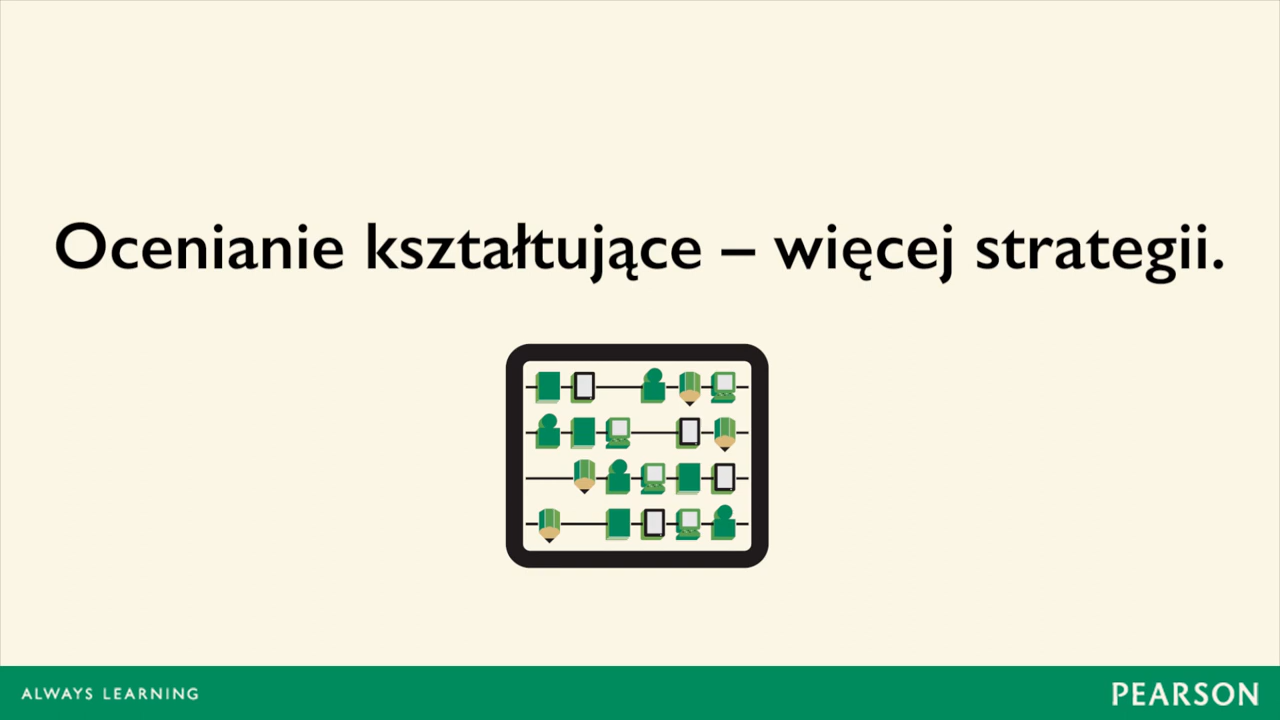 Ocenianie kształtujące – więcej strategii.
ALWAYS LEARNING
PEARSON